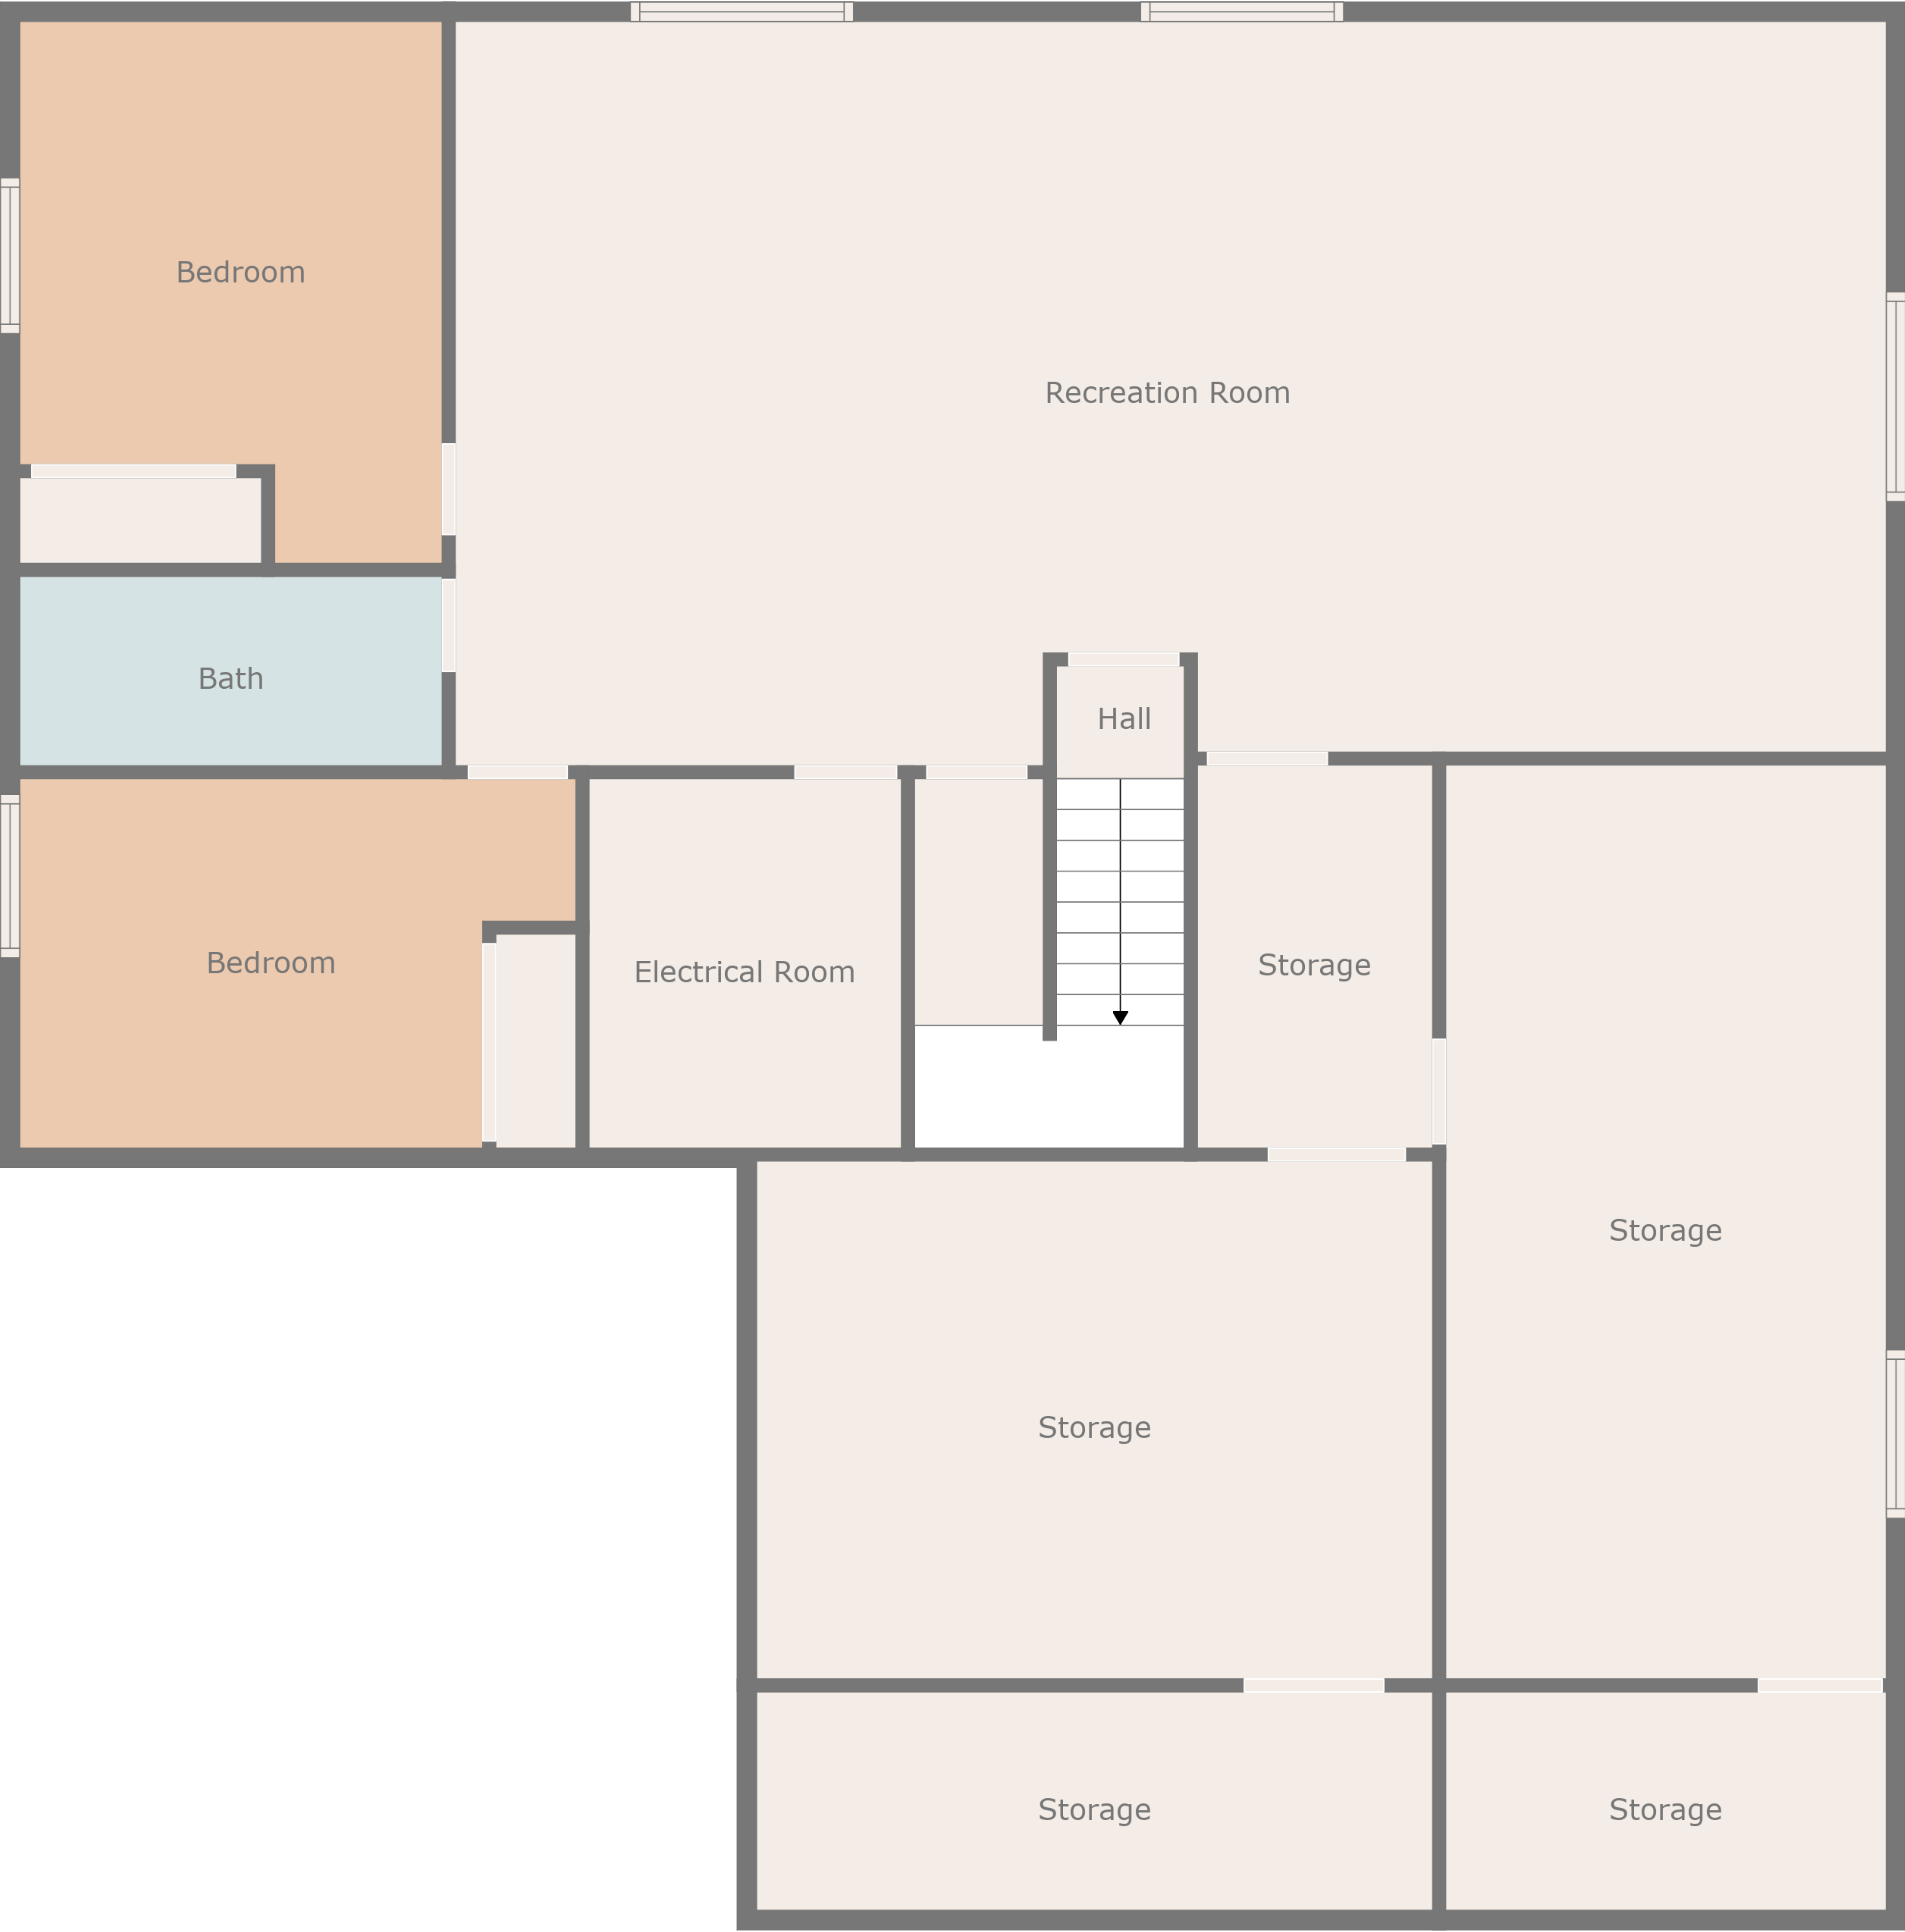 Bedroom
Recreation Room
Bath
Hall
Bedroom
Electrical Room
Storage
Storage
Storage
Storage
Storage